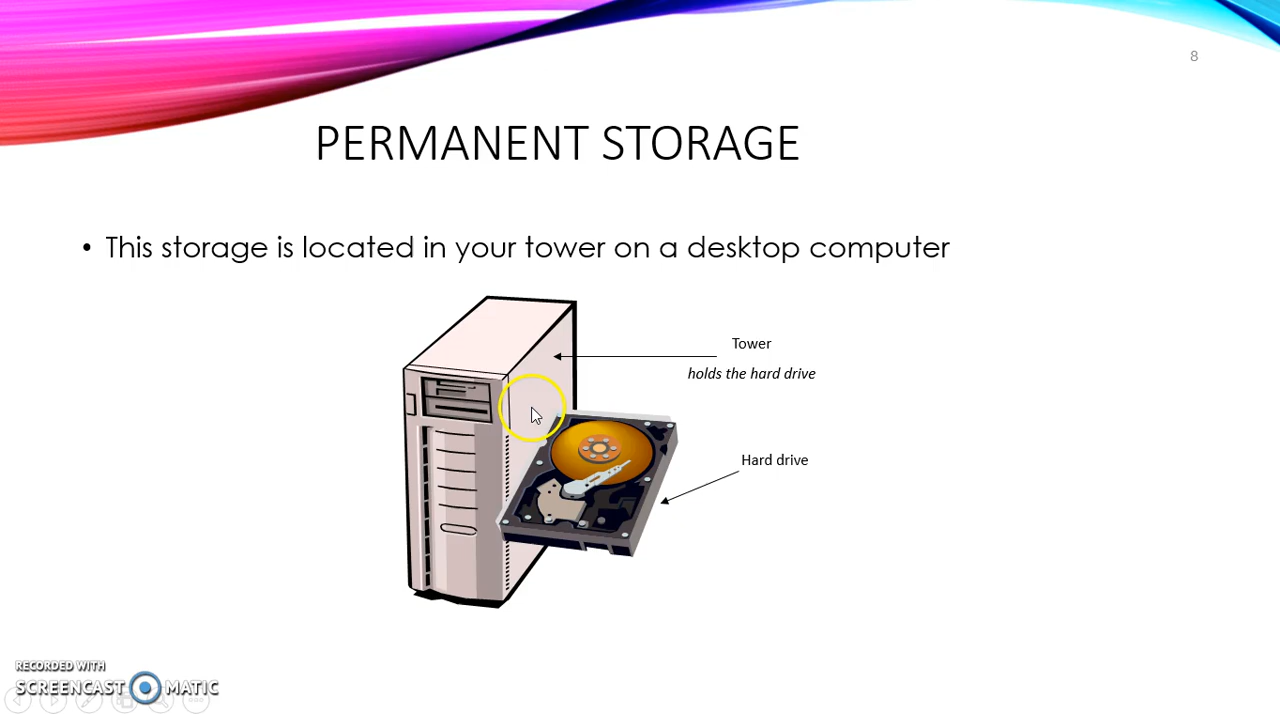 8
PERMANENT STORAGE
• This storage is located in your tower on a desktop computer
Tower
holds the hard drive
Hard drive
RECORDED WITH
SCREENCAST MATIC